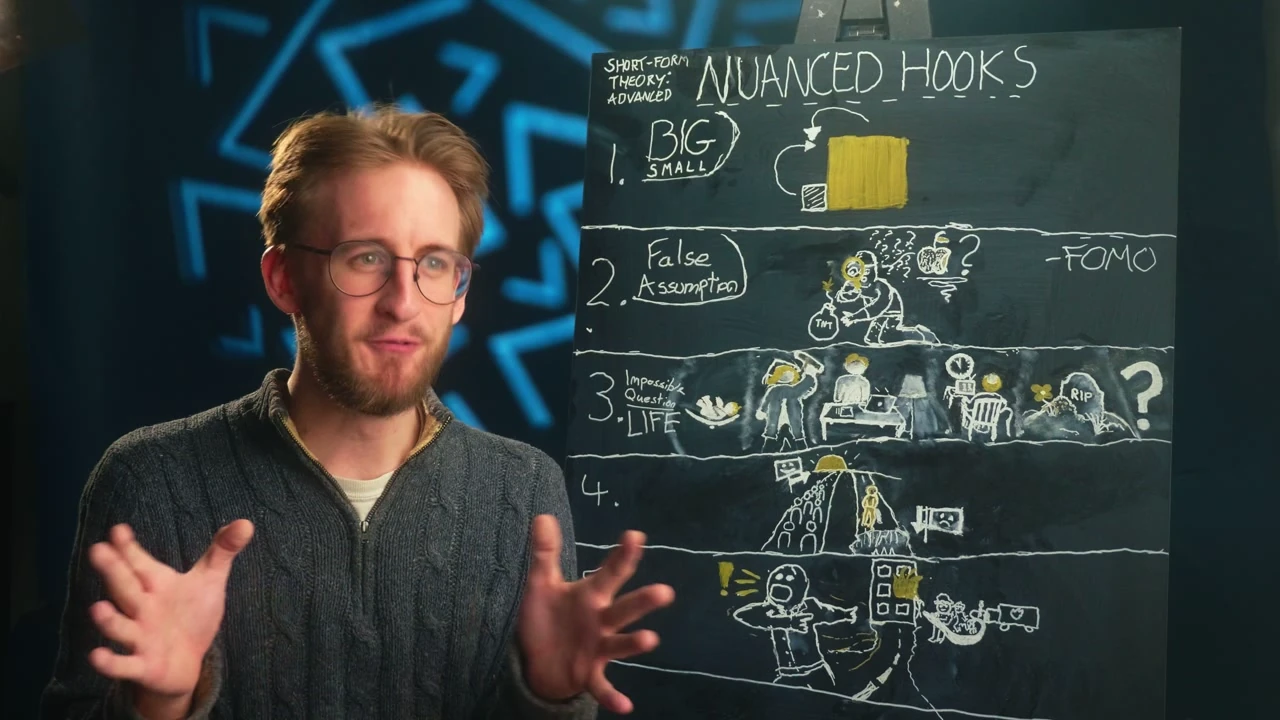 SHORT-FORM
THEORY:
ADVANCED
NUANCED HOOKS
1. BIG
SMALL
2. False
Assumption
?
-FOMO
TNT
3. Impossible
Question
LIFE
RIP
?
4.
!